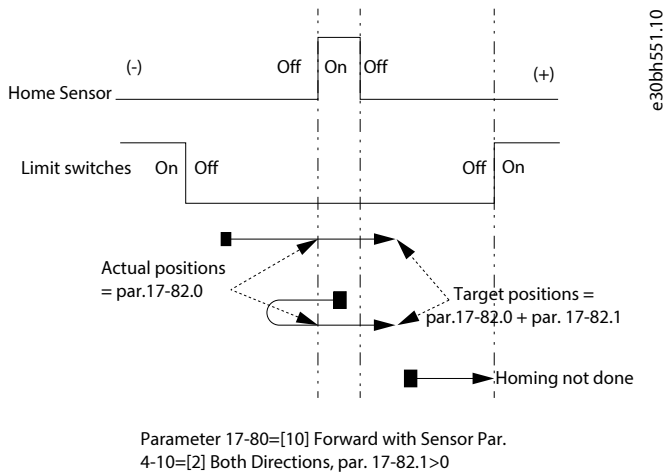 e30bh551.10
(-)
Off On Off
(+)
Home Sensor
Limit switches On Off
Off On
Actual positions
= par.17-82.0
Target positions =
par.17-82.0 + par. 17-82.1
Homing not done
Parameter 17-80=[10] Forward with Sensor Par.
4-10=[2] Both Directions, par. 17-82.1>0